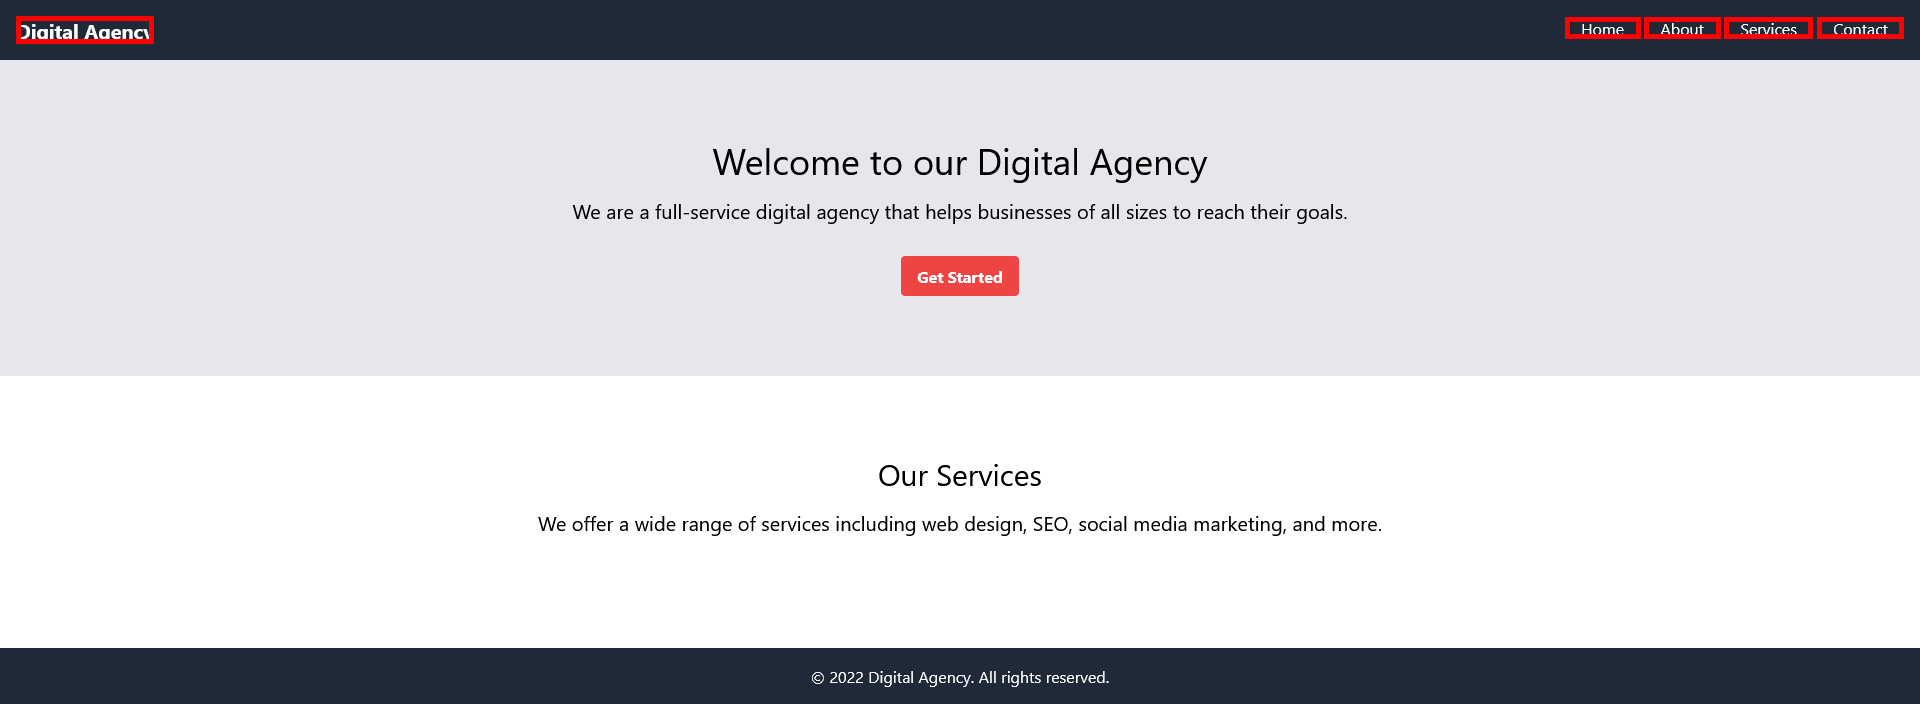 Digital Agency
Home About Services Contact
Welcome to our Digital Agency
We are a full-service digital agency that helps businesses of all sizes to reach their goals.
Get Started
Our Services
We offer a wide range of services including web design, SEO, social media marketing, and more.
© 2022 Digital Agency. All rights reserved.